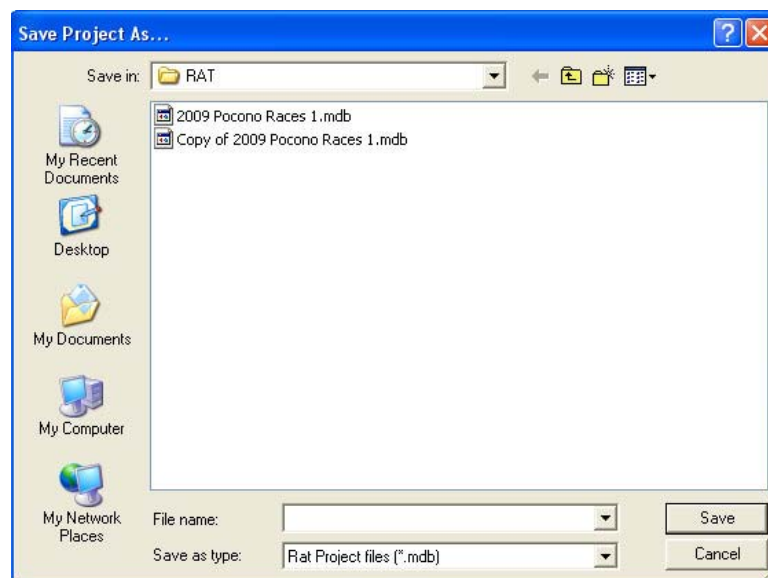 Save Project As...
Save in: RAT
2009 Pocono Races 1.mdb
Copy of 2009 Pocono Races 1.mdb
My Recent
Documents
Desktop
My Documents
My Computer
My Network
Places
File name:
Save
Save as type: Rat Project files (*.mdb)
Cancel